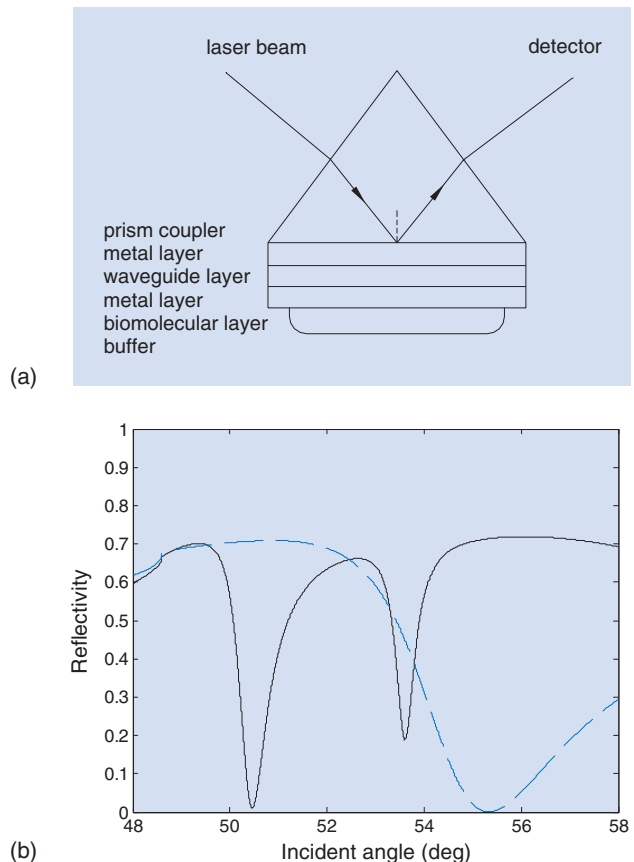 laser beam
detector
prism coupler
metal layer
waveguide layer
metal layer
biomolecular layer
buffer
(a)
1
0.9
0.8
0.7
0.6
0.5
0.4
0.3
0.2
0.1
0
Reflectivity
48 50 52 54 56 58
Incident angle (deg)
(b)